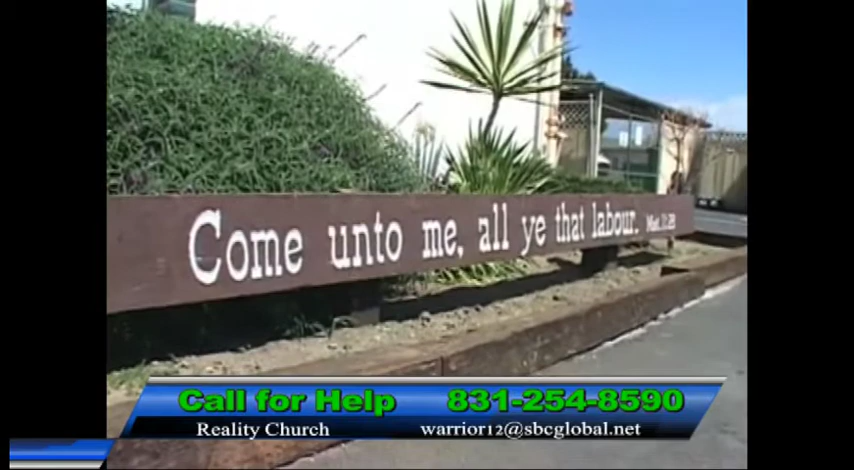 Come unto me, all ye that labour. Mat. 11:28
Call for Help 831-254-8590
Reality Church warrior12@sbcglobal.net